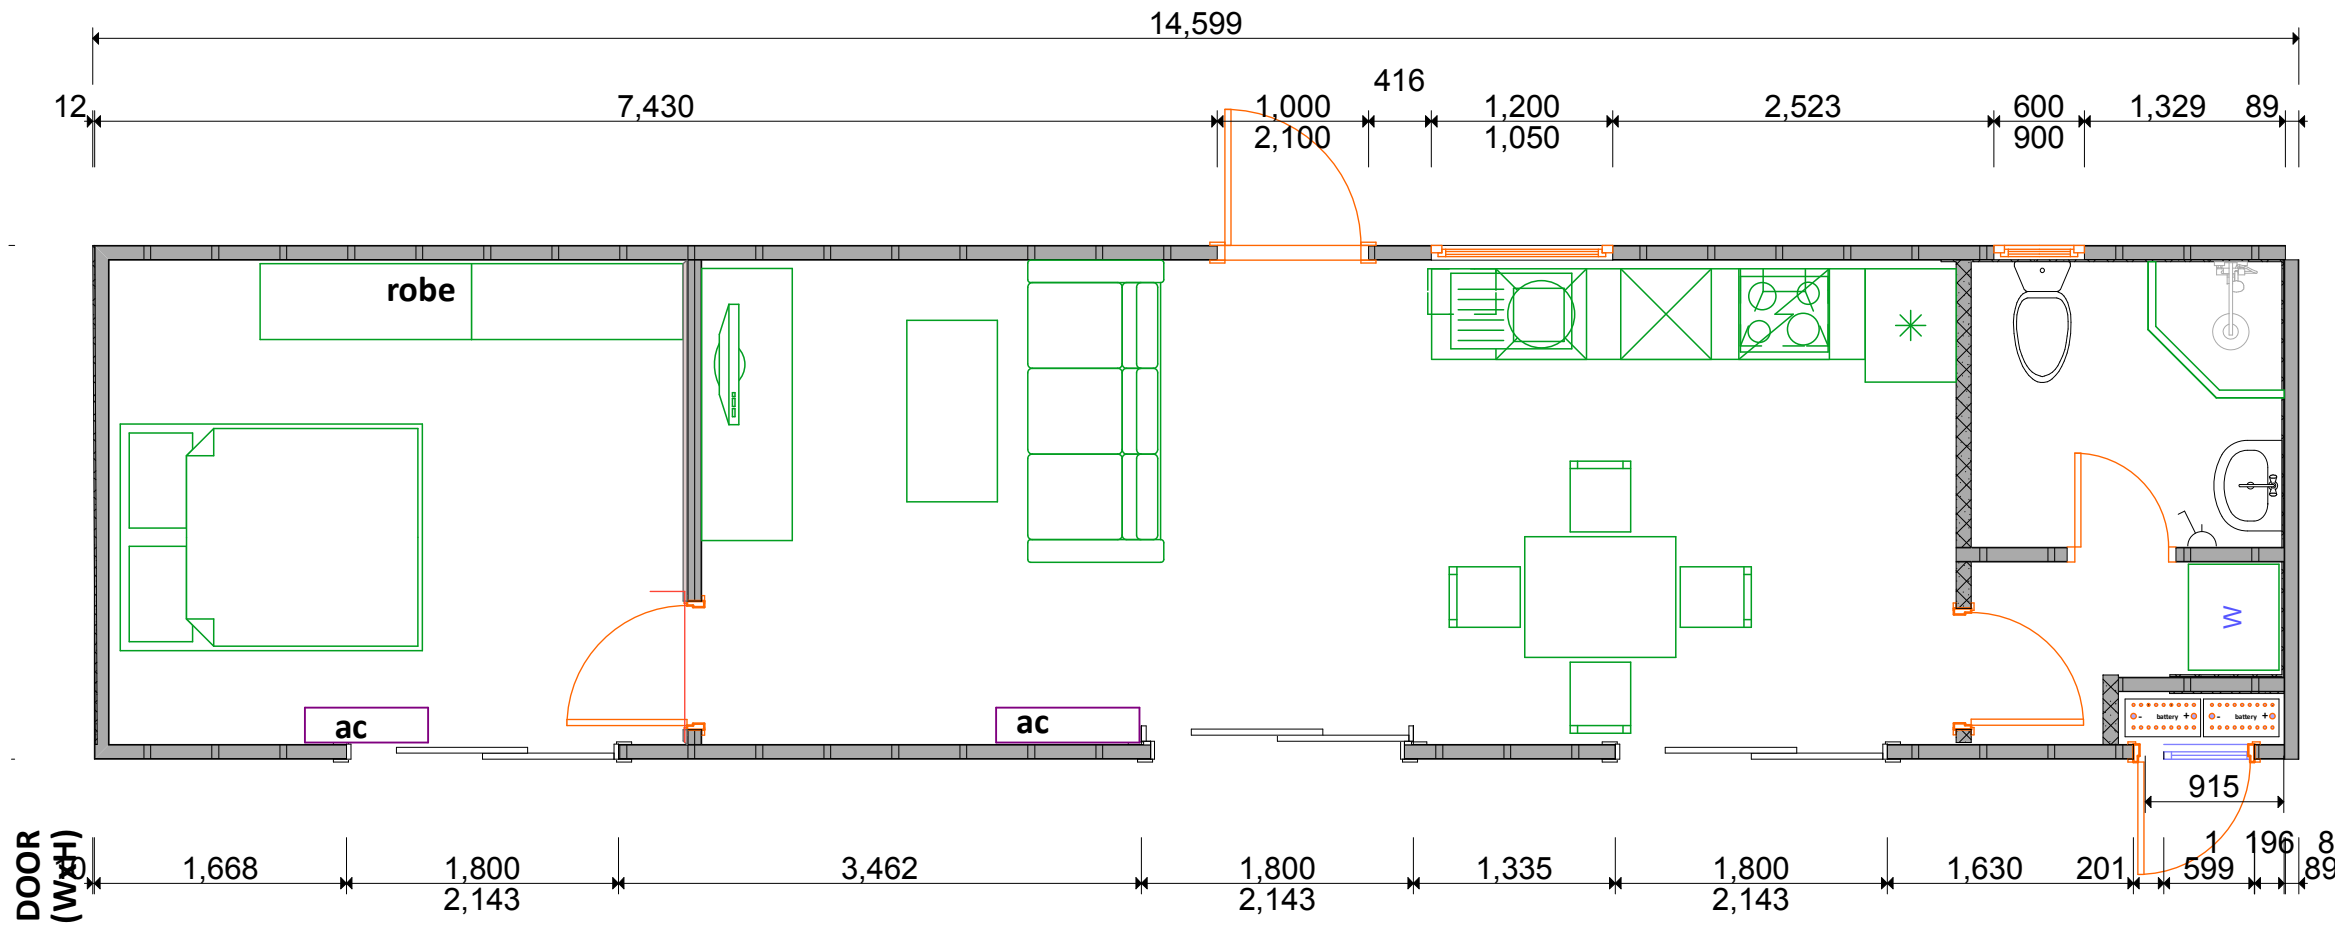 14,599
416
12 7,430 1,000 1,200 2,523 600 1,329 89
2,100 1,050 900
robe
W
ac ac
- battery + - battery +
915
1 196 8
1,668 1,800 3,462 1,800 1,335 1,800 1,630 201 599 89
2,143 2,143 2,143
DOOR
(WxH)